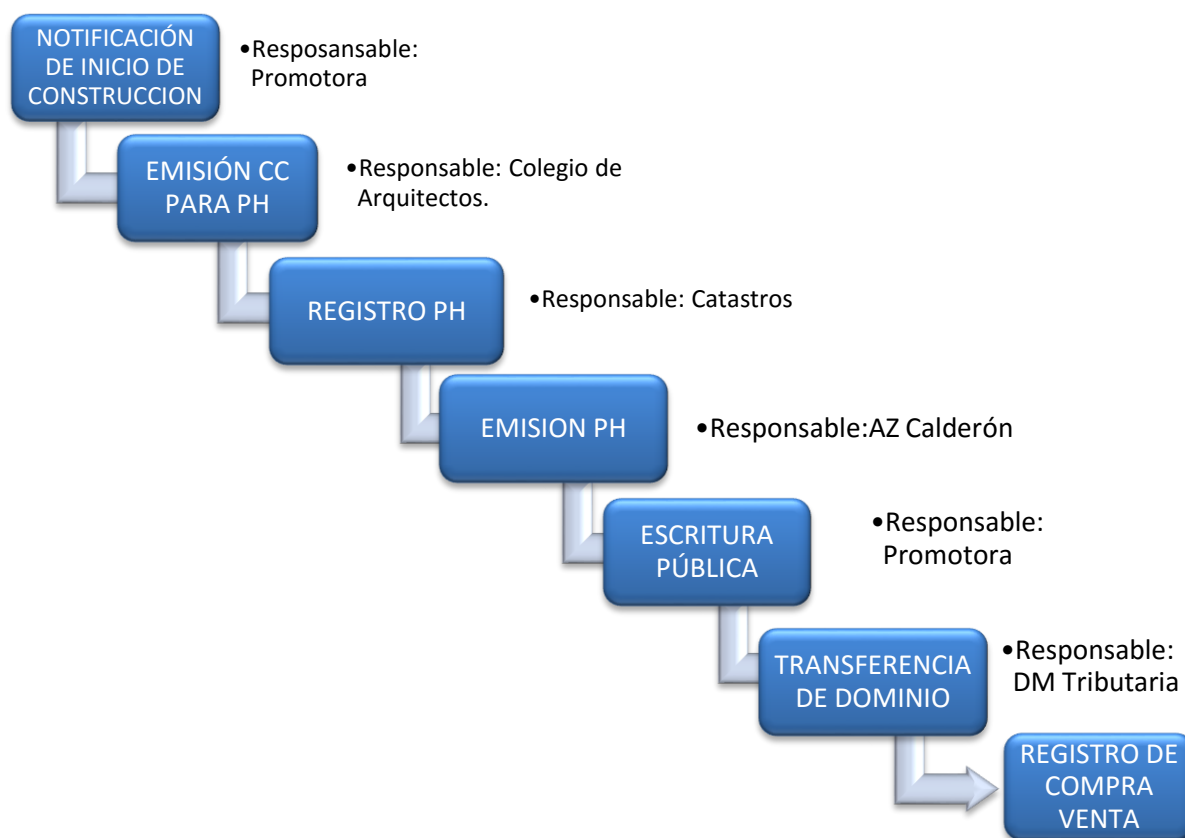 NOTIFICACIÓN
DE INICIO DE
CONSTRUCCION
•Resposansable:
Promotora
EMISIÓN CC
PARA PH
•Responsable: Colegio de
Arquitectos.
REGISTRO PH
•Responsable: Catastros
EMISION PH
•Responsable:AZ Calderón
ESCRITURA
PÚBLICA
•Responsable:
Promotora
TRANSFERENCIA
DE DOMINIO
•Responsable:
DM Tributaria
REGISTRO DE
COMPRA
VENTA